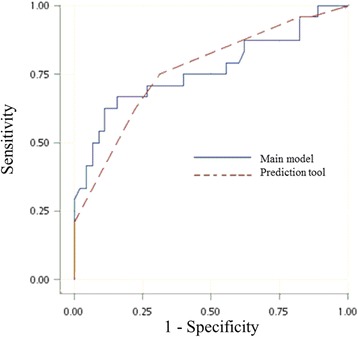 1.00
0.75
0.50
0.25
0.00
Sensitivity
Main model
Prediction tool
0.00 0.25 0.50 0.75 1.00
1 - Specificity